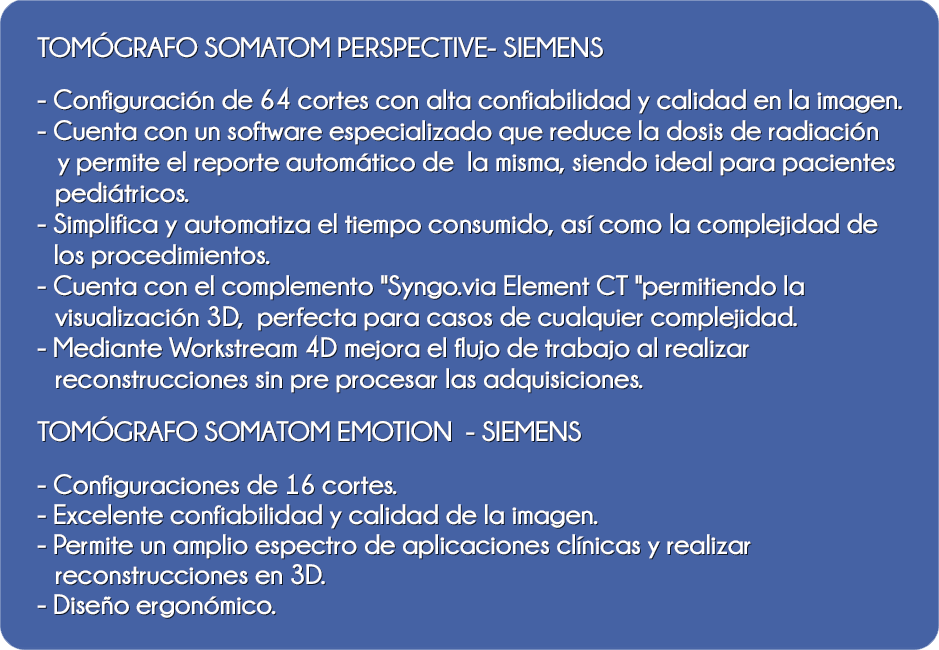 TOMÓGRAFO SOMATOM PERSPECTIVE- SIEMENS
- Configuración de 64 cortes con alta confiabilidad y calidad en la imagen.
- Cuenta con un software especializado que reduce la dosis de radiación
y permite el reporte automático de la misma, siendo ideal para pacientes
pediátricos.
- Simplifica y automatiza el tiempo consumido, así como la complejidad de
los procedimientos.
- Cuenta con el complemento "Syngo.via Element CT "permitiendo la
visualización 3D, perfecta para casos de cualquier complejidad.
- Mediante Workstream 4D mejora el flujo de trabajo al realizar
reconstrucciones sin pre procesar las adquisiciones.
TOMÓGRAFO SOMATOM EMOTION - SIEMENS
- Configuraciones de 16 cortes.
- Excelente confiabilidad y calidad de la imagen.
- Permite un amplio espectro de aplicaciones clínicas y realizar
reconstrucciones en 3D.
- Diseño ergonómico.